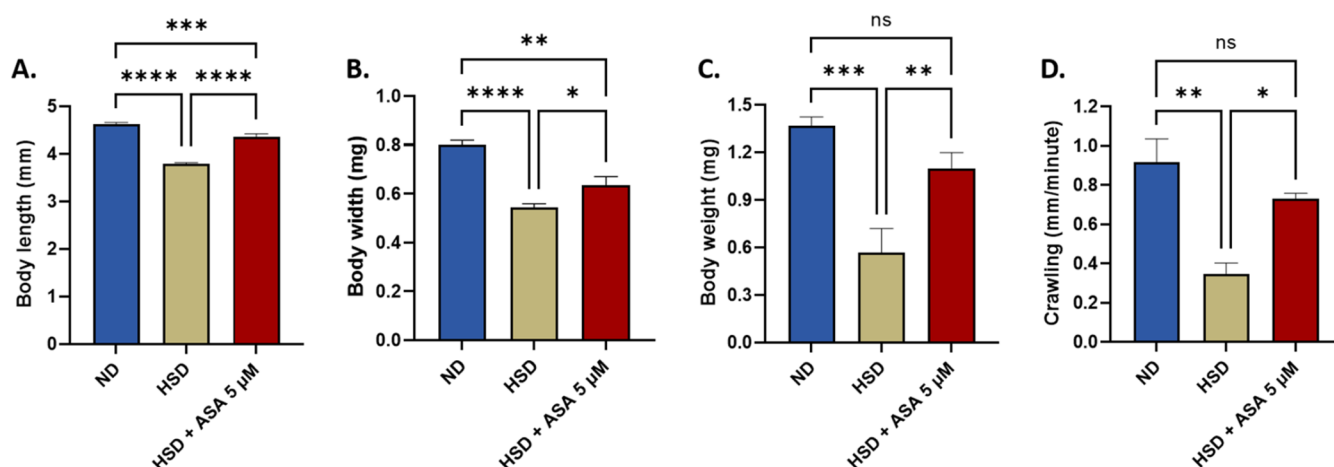 A.
***
**** ****
Body length (mm)
5
4
3
2
1
0
ND
HSD
HSD + ASA 5 µM
B.
**
**** *
Body width (mg)
1.0
0.8
0.6
0.4
0.2
0.0
ND
HSD
HSD + ASA 5 µM
C.
ns
*** **
Body weight (mg)
1.5
1.2
0.9
0.6
0.3
0.0
ND
HSD
HSD + ASA 5 µM
D.
ns
** *
Crawling (mm/minute)
1.2
1.0
0.8
0.6
0.4
0.2
0.0
ND
HSD
HSD + ASA 5 µM